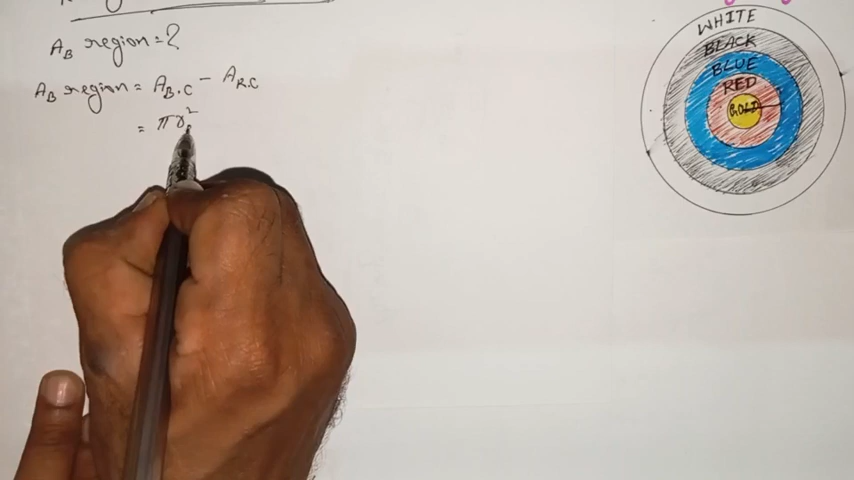 A_B region = ?
A_B region = A_B.C - A_R.C
= πr²
WHITE
BLACK
BLUE
RED
GOLD